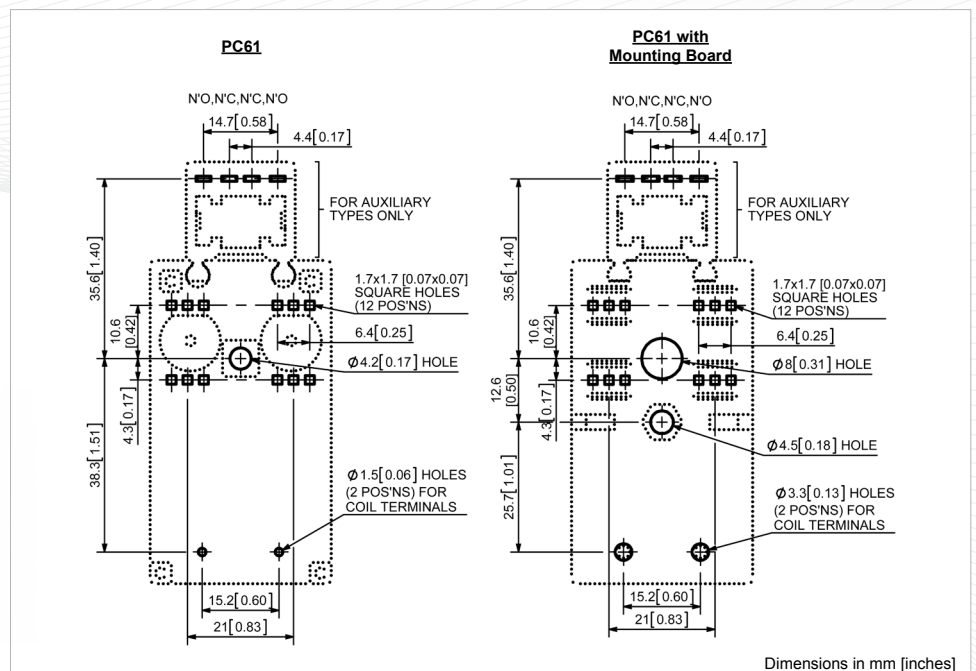 PC61
N'O,N'C,N'C,N'O
14.7[0.58]
4.4[0.17]
FOR AUXILIARY
TYPES ONLY
35.6[1.40]
1.7x1.7 [0.07x0.07]
SQUARE HOLES
(12 POS'NS)
10.6
[0.42]
6.4[0.25]
Ø4.2[0.17] HOLE
4.3[0.17]
38.3[1.51]
Ø1.5[0.06] HOLES
(2 POS'NS) FOR
COIL TERMINALS
15.2[0.60]
21[0.83]
PC61 with
Mounting Board
N'O,N'C,N'C,N'O
14.7[0.58]
4.4[0.17]
FOR AUXILIARY
TYPES ONLY
35.6[1.40]
1.7x1.7 [0.07x0.07]
SQUARE HOLES
(12 POS'NS)
10.6
[0.42]
6.4[0.25]
Ø8[0.31] HOLE
12.6
[0.50]
4.3[0.17]
Ø4.5[0.18] HOLE
25.7[1.01]
Ø3.3[0.13] HOLES
(2 POS'NS) FOR
COIL TERMINALS
15.2[0.60]
21[0.83]
Dimensions in mm [inches]